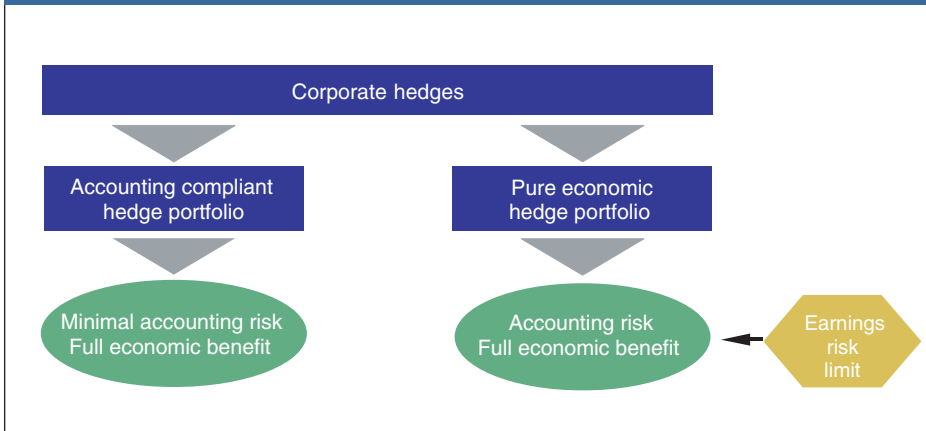 Corporate hedges
Accounting compliant
hedge portfolio
Pure economic
hedge portfolio
Minimal accounting risk
Full economic benefit
Accounting risk
Full economic benefit
Earnings
risk
limit